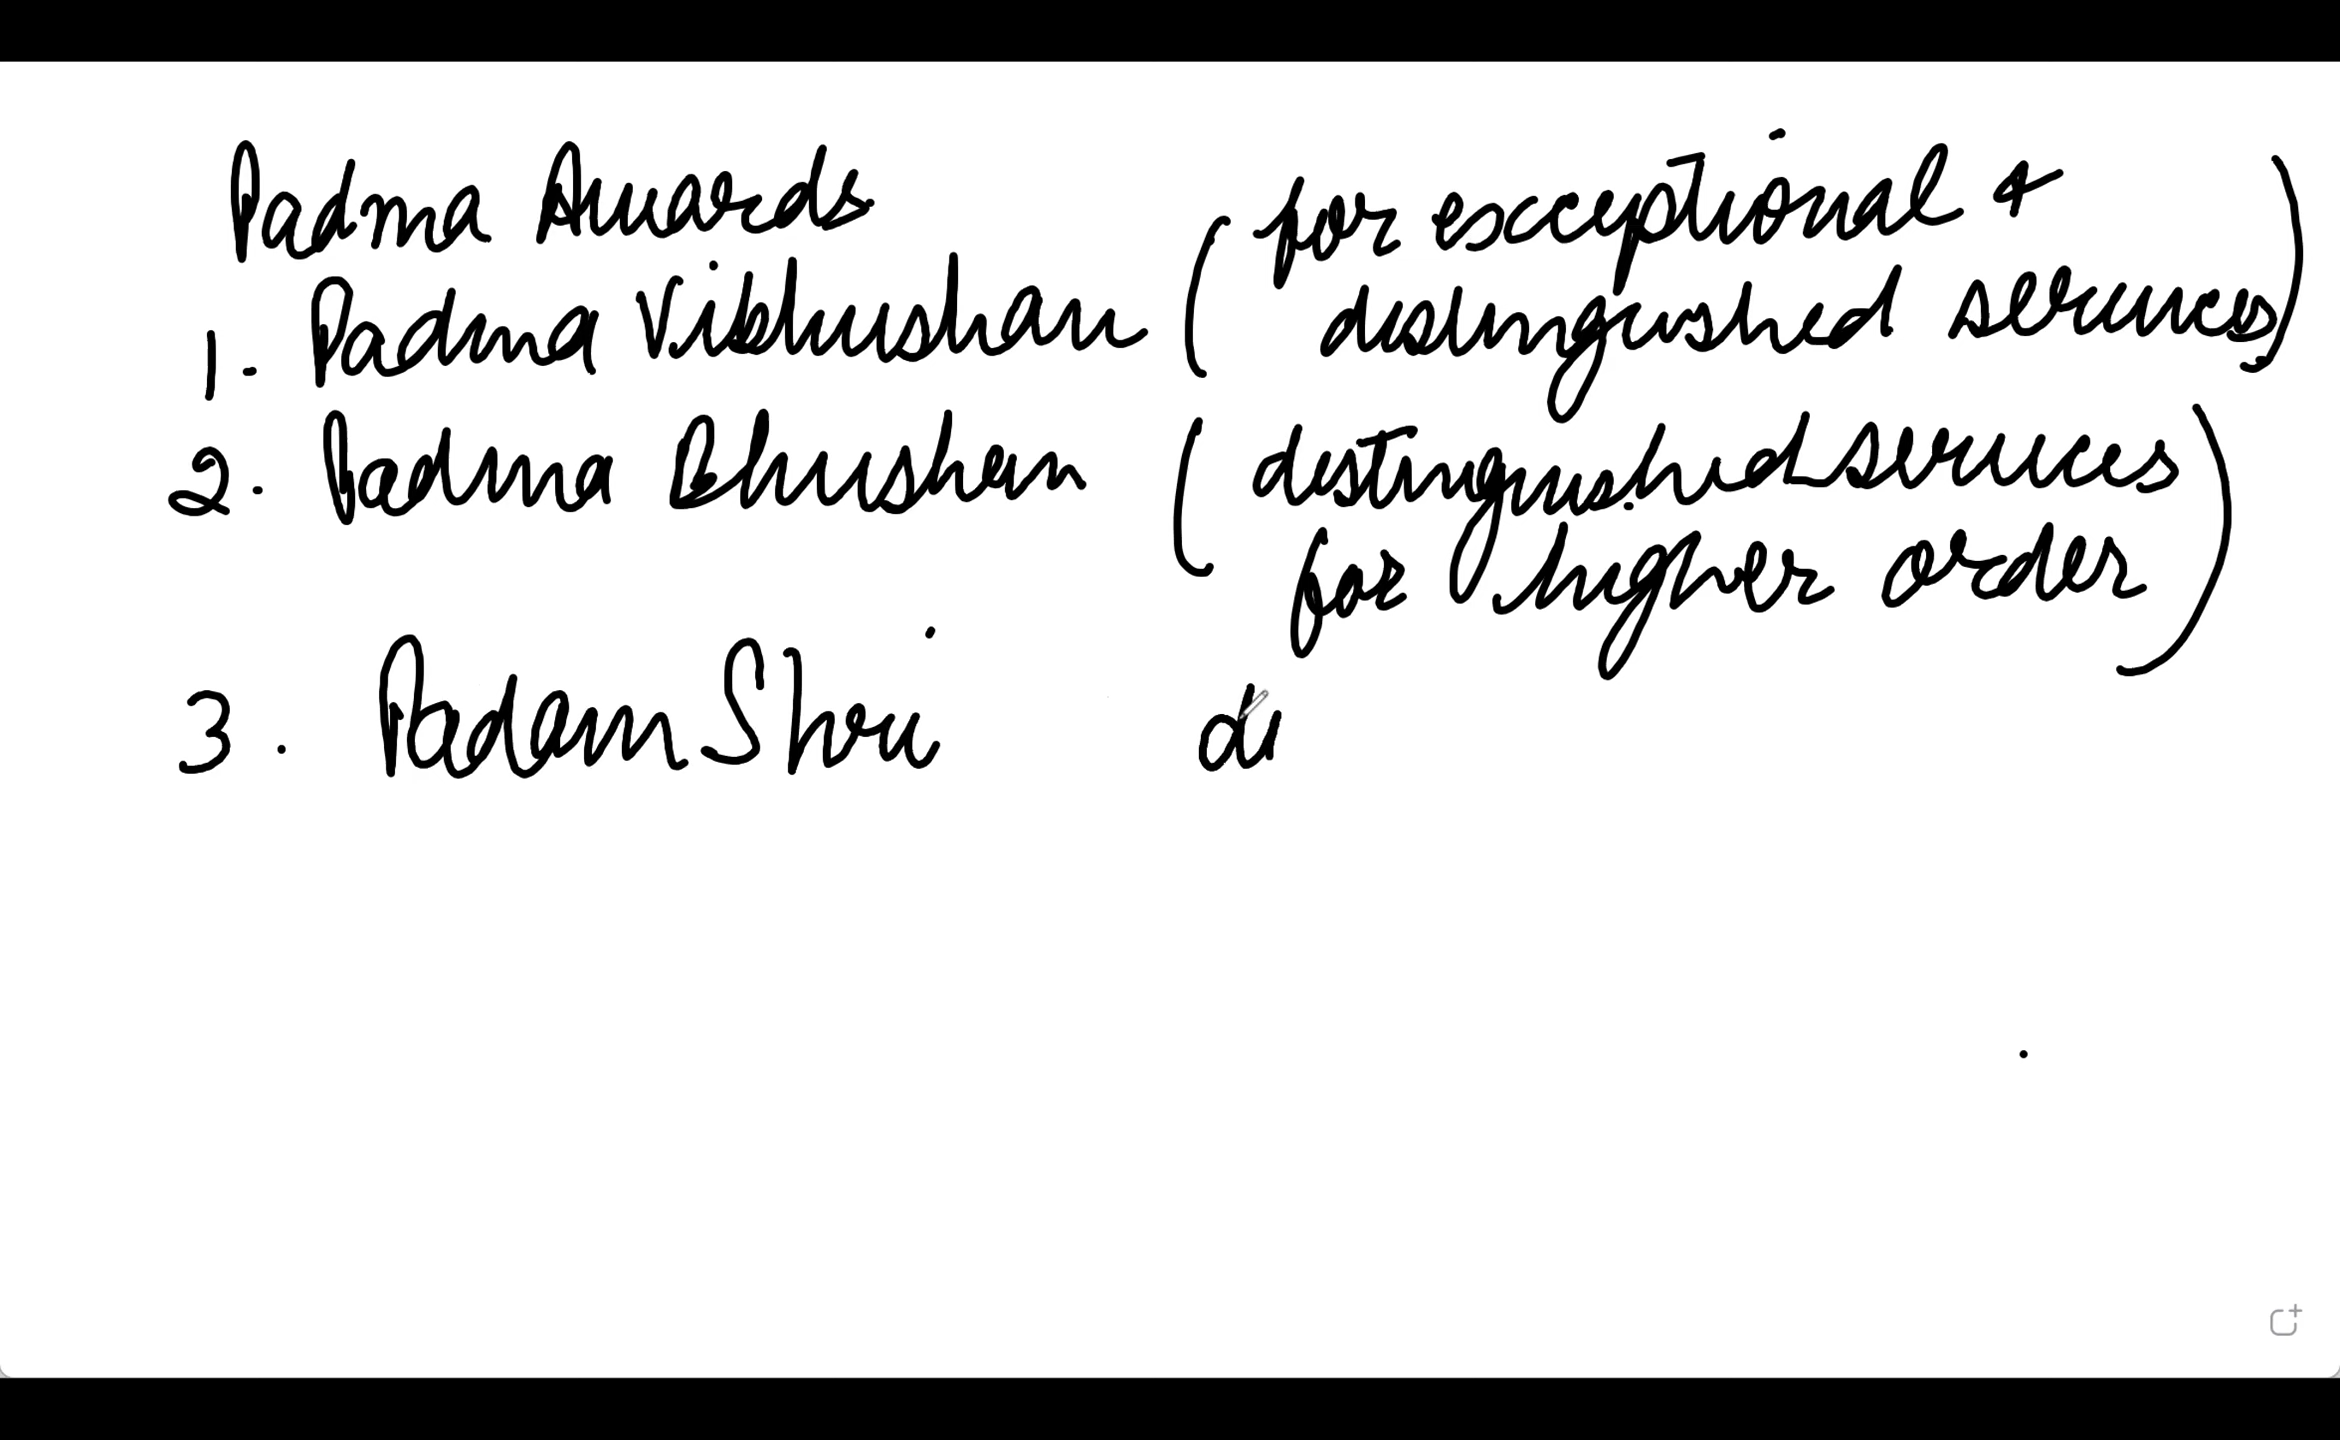 Padma Awards
1. Padma Vibhushan (for exceptional &
distinguished services)
2. Padma Bhushan (distinguished services
for higher order)
3. Padam Shri di